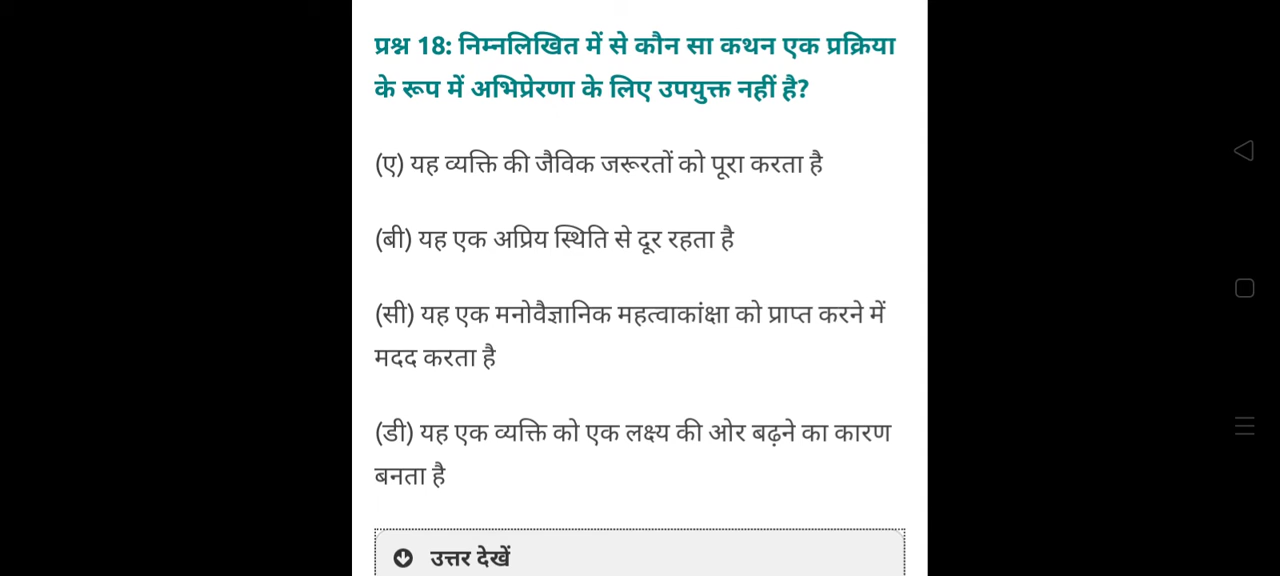 प्रश्न 18: निम्नलिखित में से कौन सा कथन एक प्रक्रिया
के रूप में अभिप्रेरणा के लिए उपयुक्त नहीं है?
(ए) यह व्यक्ति की जैविक जरूरतों को पूरा करता है
(बी) यह एक अप्रिय स्थिति से दूर रहता है
(सी) यह एक मनोवैज्ञानिक महत्वाकांक्षा को प्राप्त करने में
मदद करता है
(डी) यह एक व्यक्ति को एक लक्ष्य की ओर बढ़ने का कारण
बनता है
उत्तर देखें